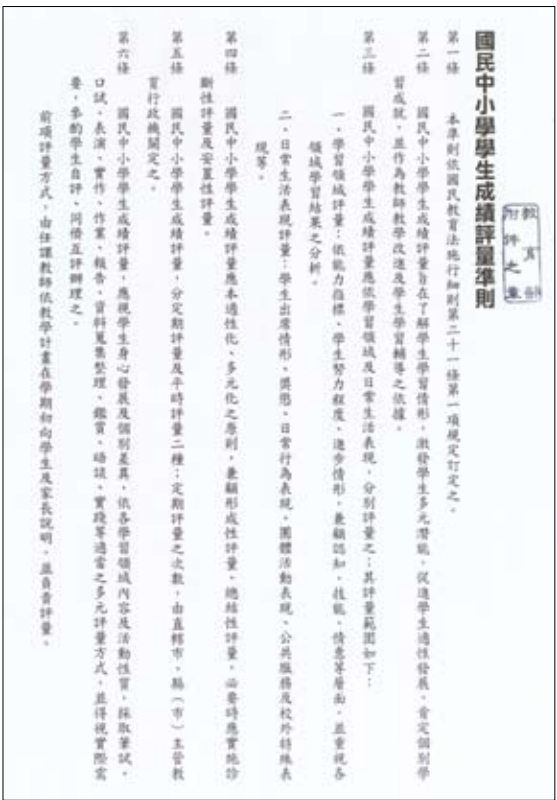 國民中小學學生成績評量準則
教育部
附件之章
第一條　本準則依國民教育法施行細則第二十一條第一項規定訂定之。
第二條　國民中小學學生成績評量旨在了解學生學習情形，激發學生多元潛能，促進學生適性發展，肯定個別學
習成就，並作為教師教學改進及學生學習輔導之依據。
第三條　國民中小學學生成績評量應依學習領域及日常生活表現，分別評量之；其評量範圍如下：
一、學習領域評量：依能力指標、學生努力程度、進步情形，兼顧認知、技能、情意等層面，並重視各
領域學習結果之分析。
二、日常生活表現評量：學生出席情形、獎懲、日常行為表現、團體活動表現、公共服務及校外特殊表
現等。
第四條　國民中小學學生成績評量應本適性化、多元化之原則，兼顧形成性評量、總結性評量，必要時應實施診
斷性評量及安置性評量。
第五條　國民中小學學生成績評量，分定期評量及平時評量二種；定期評量之次數，由直轄市、縣（市）主管教
育行政機關定之。
第六條　國民中小學學生成績評量，應視學生身心發展及個別差異，依各學習領域內容及活動性質，採取筆試、
口試、表演、實作、作業、報告、資料蒐集整理、鑑賞、晤談、實踐等適當之多元評量方式，並得視實際需
要，參酌學生自評、同儕互評辦理之。
前項評量方式，由任課教師依教學計畫在學期初向學生及家長說明，並負責評量。